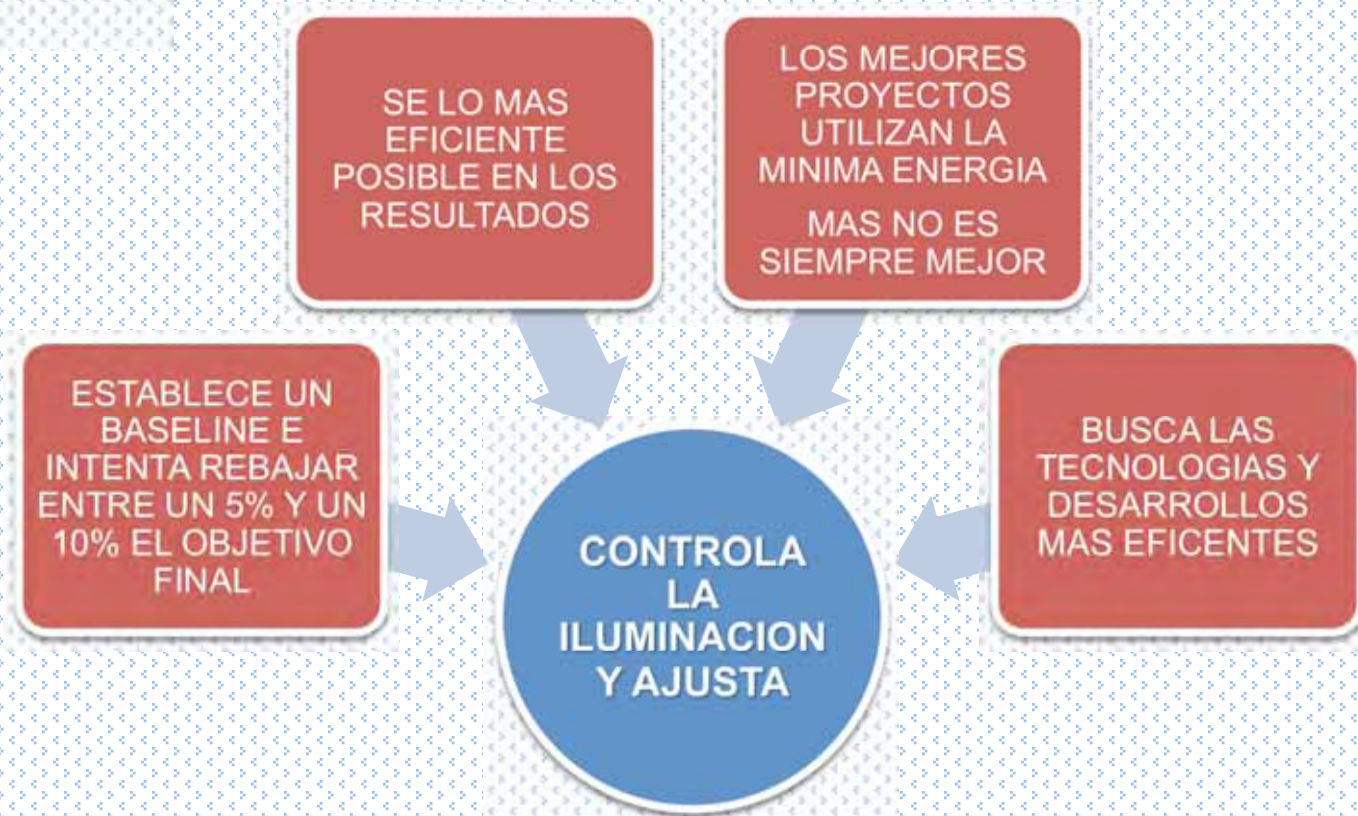 SE LO MAS
EFICIENTE
POSIBLE EN LOS
RESULTADOS
LOS MEJORES
PROYECTOS
UTILIZAN LA
MINIMA ENERGIA
MAS NO ES
SIEMPRE MEJOR
ESTABLECE UN
BASELINE E
INTENTA REBAJAR
ENTRE UN 5% Y UN
10% EL OBJETIVO
FINAL
BUSCA LAS
TECNOLOGIAS Y
DESARROLLOS
MAS EFICENTES
CONTROLA
LA
ILUMINACION
Y AJUSTA